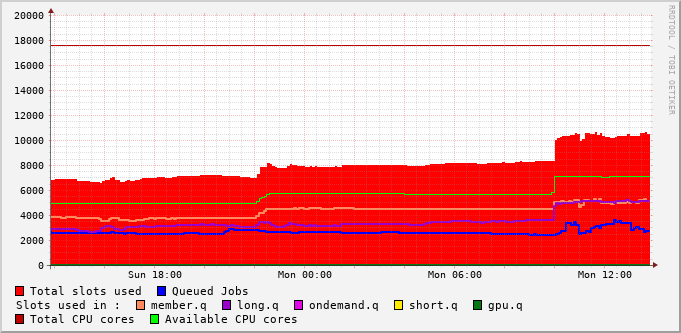 20000
18000
16000
14000
12000
10000
8000
6000
4000
2000
0
Sun 18:00 Mon 00:00 Mon 06:00 Mon 12:00
Total slots used Queued Jobs
Slots used in : member.q long.q ondemand.q short.q gpu.q
Total CPU cores Available CPU cores
RRDTOOL / TOBI OETIKER